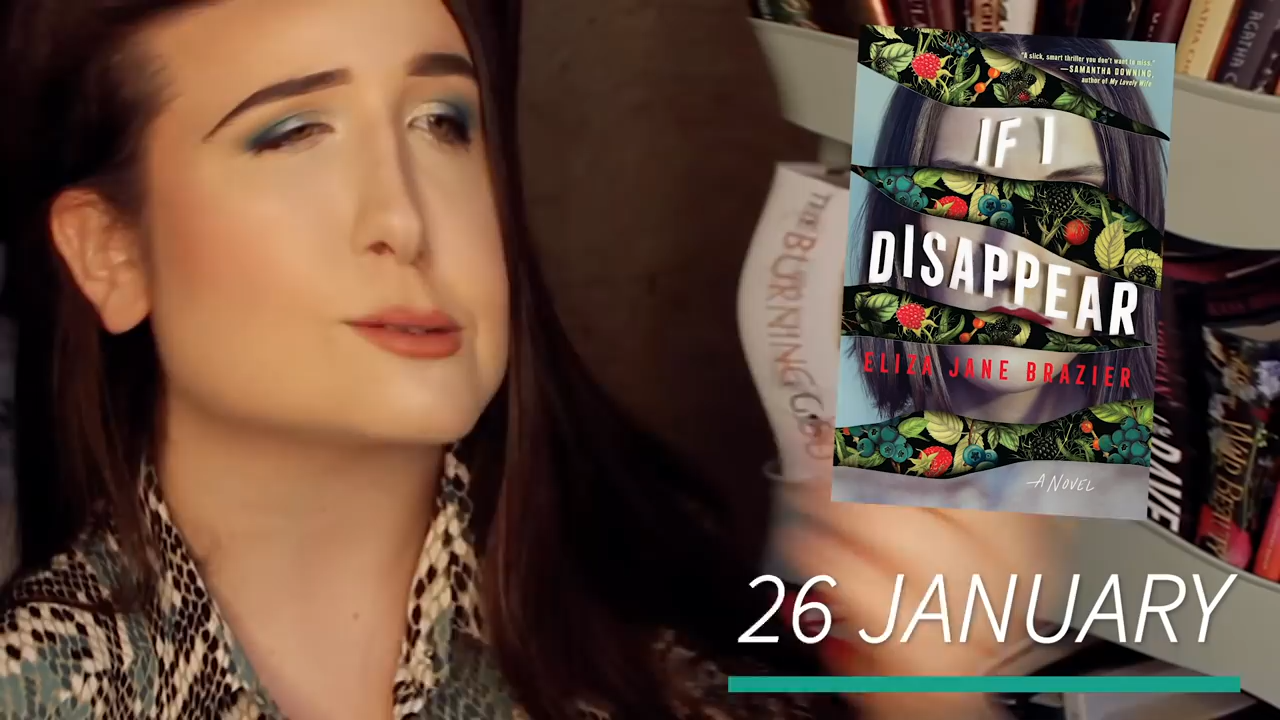 "A slick, smart thriller you don't want to miss."
—SAMANTHA DOWNING,
author of My Lovely Wife
IF I
DISAPPEAR
ELIZA JANE BRAZIER
A NOVEL
THE BURNING
AGATHA
26 JANUARY